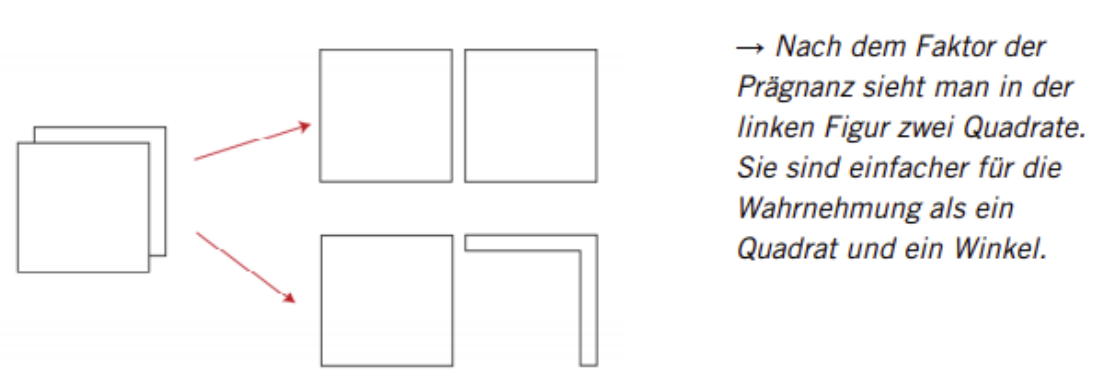 → Nach dem Faktor der
Prägnanz sieht man in der
linken Figur zwei Quadrate.
Sie sind einfacher für die
Wahrnehmung als ein
Quadrat und ein Winkel.